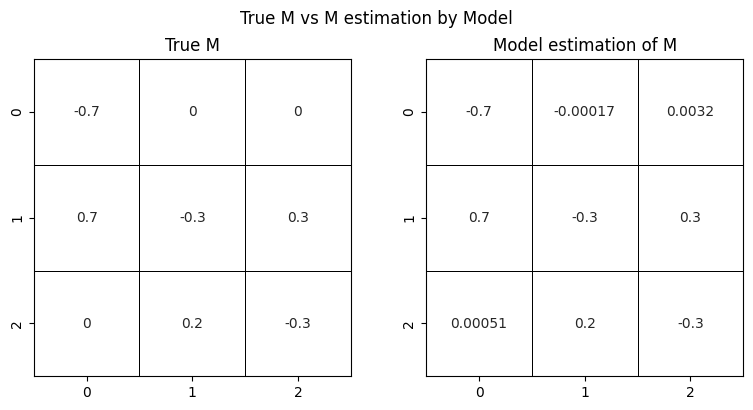 True M vs M estimation by Model
True M
Model estimation of M
0 -0.7 0 0
1 0.7 -0.3 0.3
2 0 0.2 -0.3
0 1 2
0 -0.7 -0.00017 0.0032
1 0.7 -0.3 0.3
2 0.00051 0.2 -0.3
0 1 2